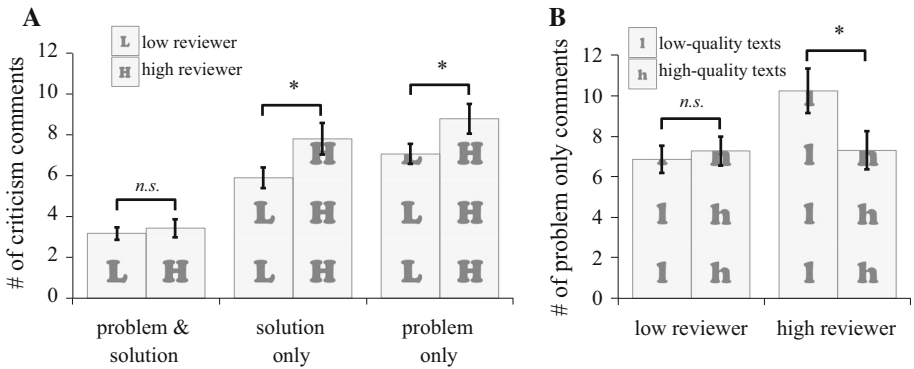 A
# of criticism comments
12
10
8
6
4
2
0
L low reviewer
H high reviewer
n.s.
*
*
L H L H L H
L H L H L H
L H
problem & solution
solution only
problem only
B
# of problem only comments
12
10
8
6
4
2
0
l low-quality texts
h high-quality texts
n.s.
*
l h l h
l h l h
l h l h
low reviewer
high reviewer